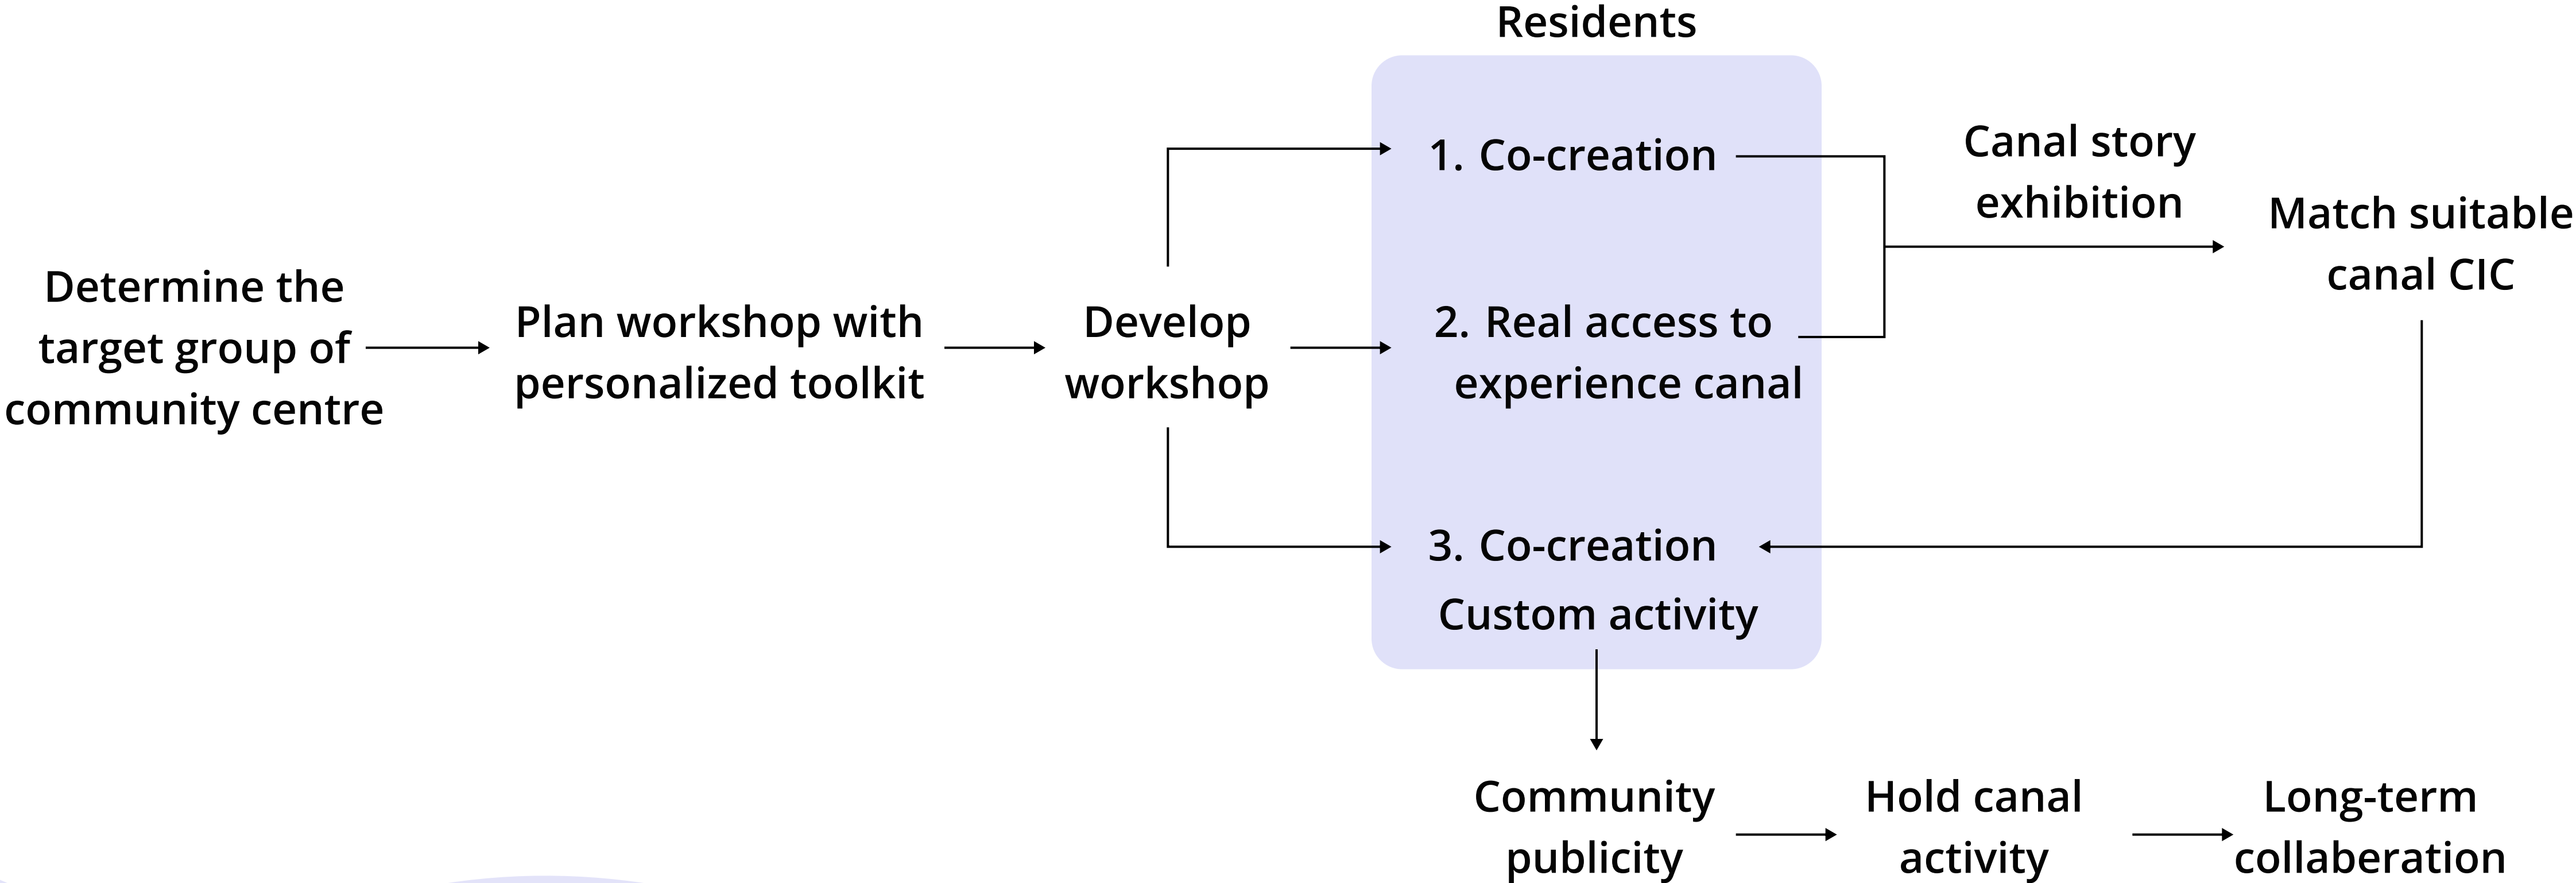 Residents
1. Co-creation
Canal story
exhibition
Match suitable
canal CIC
Determine the
target group of
community centre
Plan workshop with
personalized toolkit
Develop
workshop
2. Real access to
experience canal
3. Co-creation
Custom activity
Community
publicity
Hold canal
activity
Long-term
collaberation